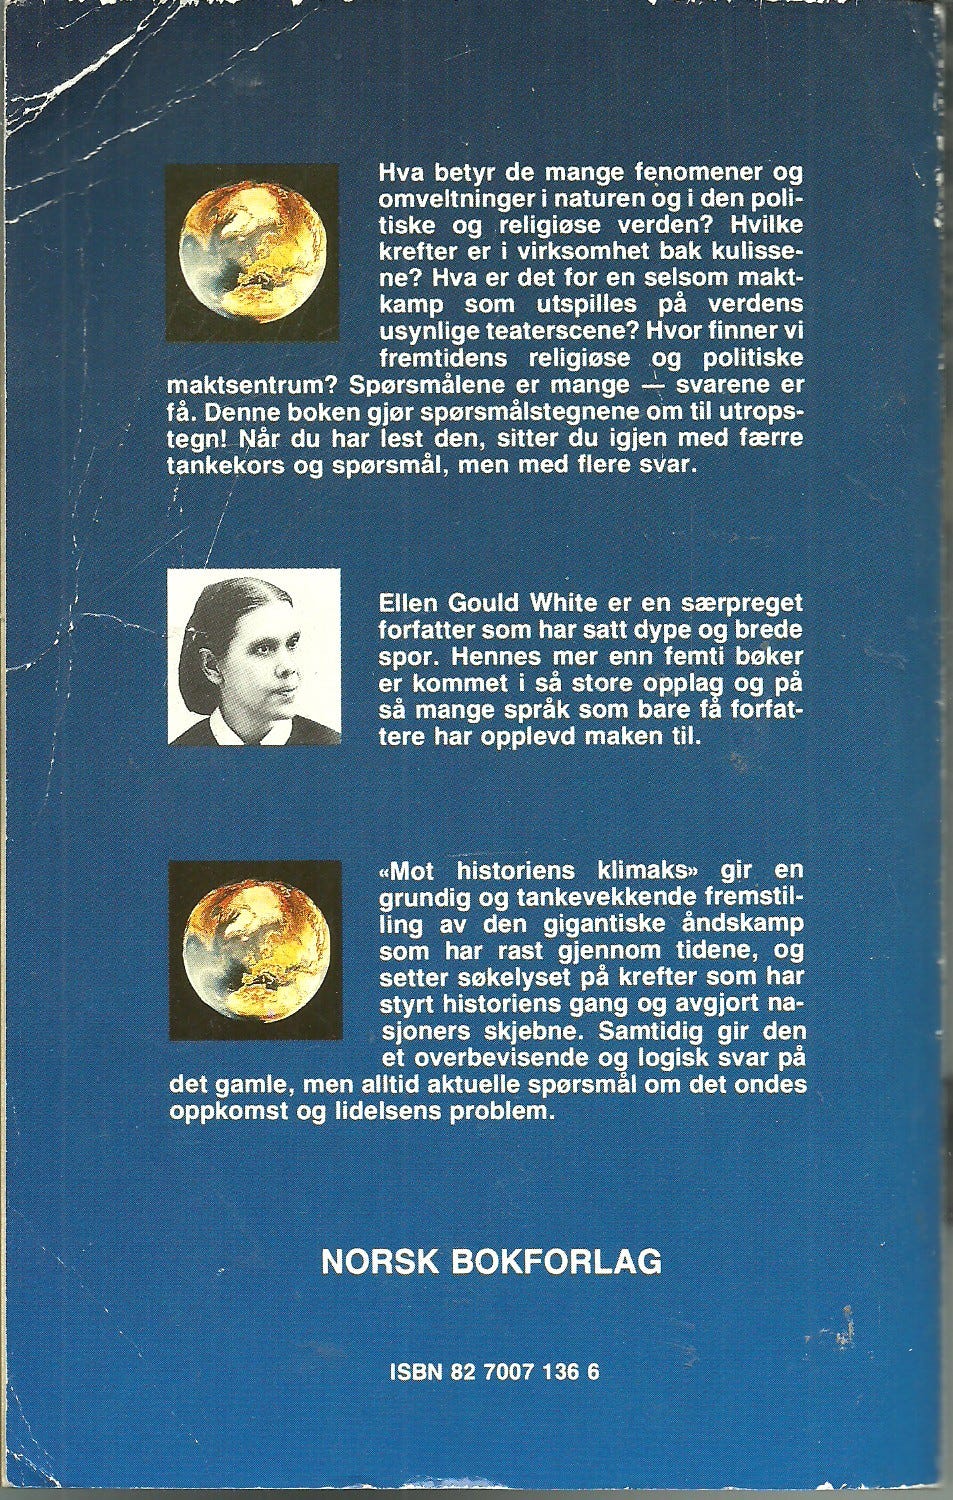 Hva betyr de mange fenomener og
omveltninger i naturen og i den poli-
tiske og religiøse verden? Hvilke
krefter er i virksomhet bak kulisse-
ne? Hva er det for en selsom makt-
kamp som utspilles på verdens
usynlige teaterscene? Hvor finner vi
fremtidens religiøse og politiske
maktsentrum? Spørsmålene er mange — svarene er
få. Denne boken gjør spørsmålstegnene om til utrops-
tegn! Når du har lest den, sitter du igjen med færre
tankekors og spørsmål, men med flere svar.
Ellen Gould White er en særpreget
forfatter som har satt dype og brede
spor. Hennes mer enn femti bøker
er kommet i så store opplag og på
så mange språk som bare få forfat-
tere har opplevd maken til.
«Mot historiens klimaks» gir en
grundig og tankevekkende fremstil-
ling av den gigantiske åndskamp
som har rast gjennom tidene, og
setter søkelyset på krefter som har
styrt historiens gang og avgjort na-
sjoners skjebne. Samtidig gir den
et overbevisende og logisk svar på
det gamle, men alltid aktuelle spørsmål om det ondes
oppkomst og lidelsens problem.
NORSK BOKFORLAG
ISBN 82 7007 136 6